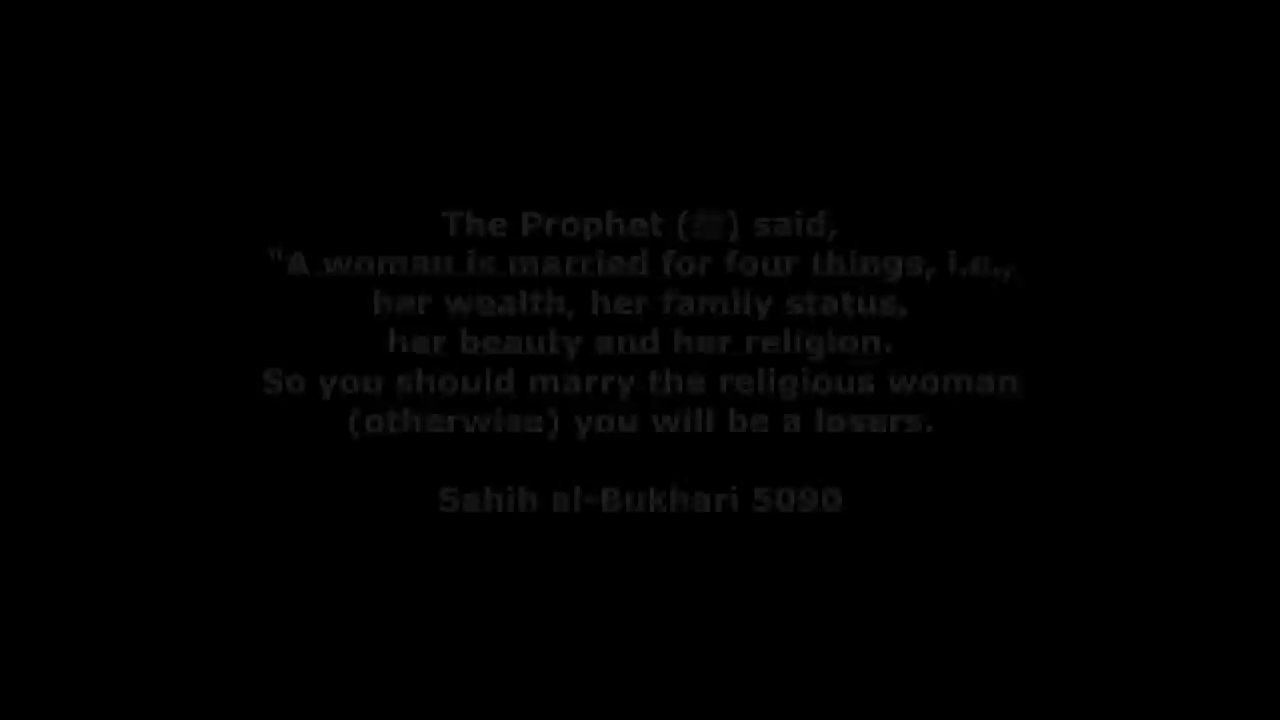 The Prophet (ﷺ) said,
"A woman is married for four things, i.e.,
her wealth, her family status,
her beauty and her religion.
So you should marry the religious woman
(otherwise) you will be a losers.
Sahih al-Bukhari 5090